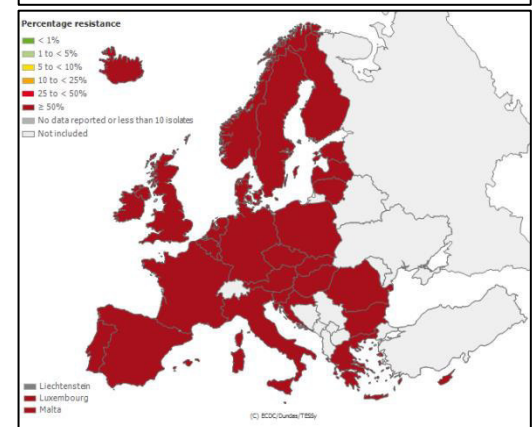 Percentage resistance
< 1%
1 to < 5%
5 to < 10%
10 to < 25%
25 to < 50%
≥ 50%
No data reported or less than 10 isolates
Not included
Liechtenstein
Luxembourg
Malta
(C) ECDC/Dundas/TESSy